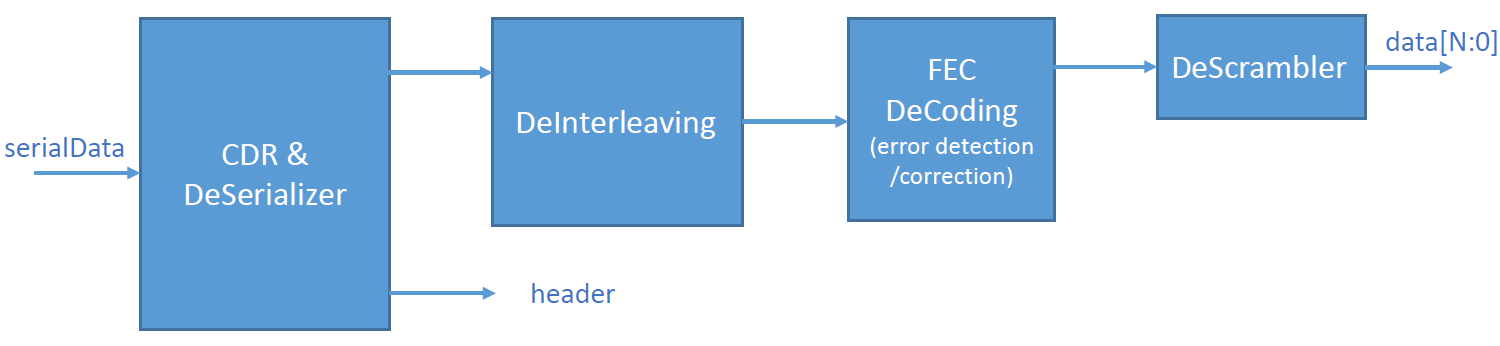 serialData
CDR &
DeSerializer
DeInterleaving
header
FEC
DeCoding
(error detection
/correction)
DeScrambler
data[N:0]